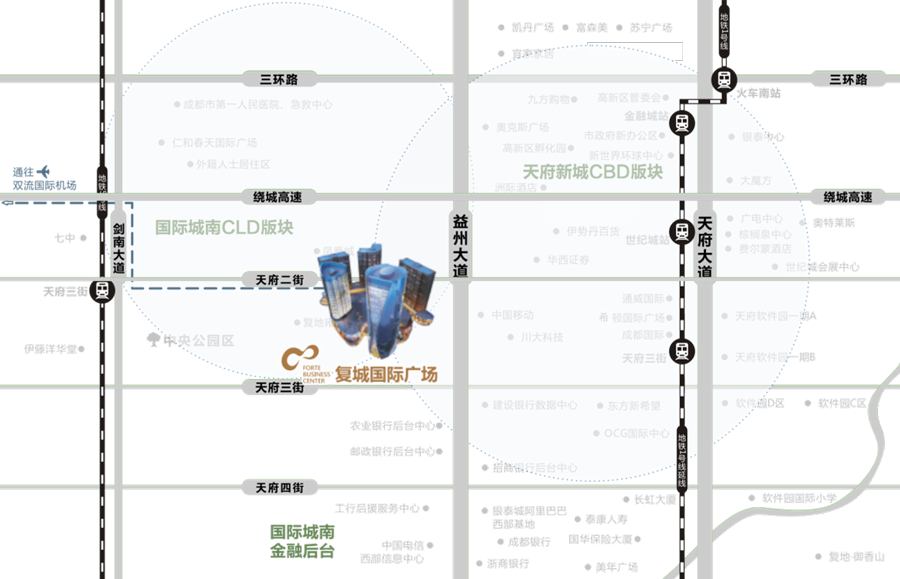 凯丹广场
富森美
苏宁广场
宜家家居
地铁1号线
三环路
三环路
火车南站
成都市第一人民医院、急救中心
九方购物
高新区管委会
金融城站
仁和春天国际广场
奥克斯广场
市政府新办公区
银泰中心
高新区孵化园
新世界环球中心
外籍人士居住区
天府新城CBD版块
通往
双流国际机场
洲际酒店
大魔方
绕城高速
绕城高速
剑南大道
益州大道
天府大道
国际城南CLD版块
七中
伊势丹百货
世纪城站
广电中心
奥特莱斯
费尔蒙酒店
华西证券
世纪城会展中心
天府二街
天府三街
通威国际
中国移动
希顿国际广场
天府软件园一期A
中央公园区
川大科技
成都国际
伊藤洋华堂
天府三街
天府软件园一期B
FORTE
BUSINESS
CENTER
复城国际广场
天府三街
建设银行数据中心
东方新希望
软件园D区
软件园C区
农业银行后台中心
OCG国际中心
地铁1号线延线
邮政银行后台中心
招商银行后台中心
天府四街
长虹大厦
软件园国际小学
工行后援服务中心
银泰城阿里巴巴
西部基地
泰康人寿
国际城南
金融后台
中国电信
西部信息中心
成都银行
国华保险大厦
浙商银行
美年广场
复地·御香山